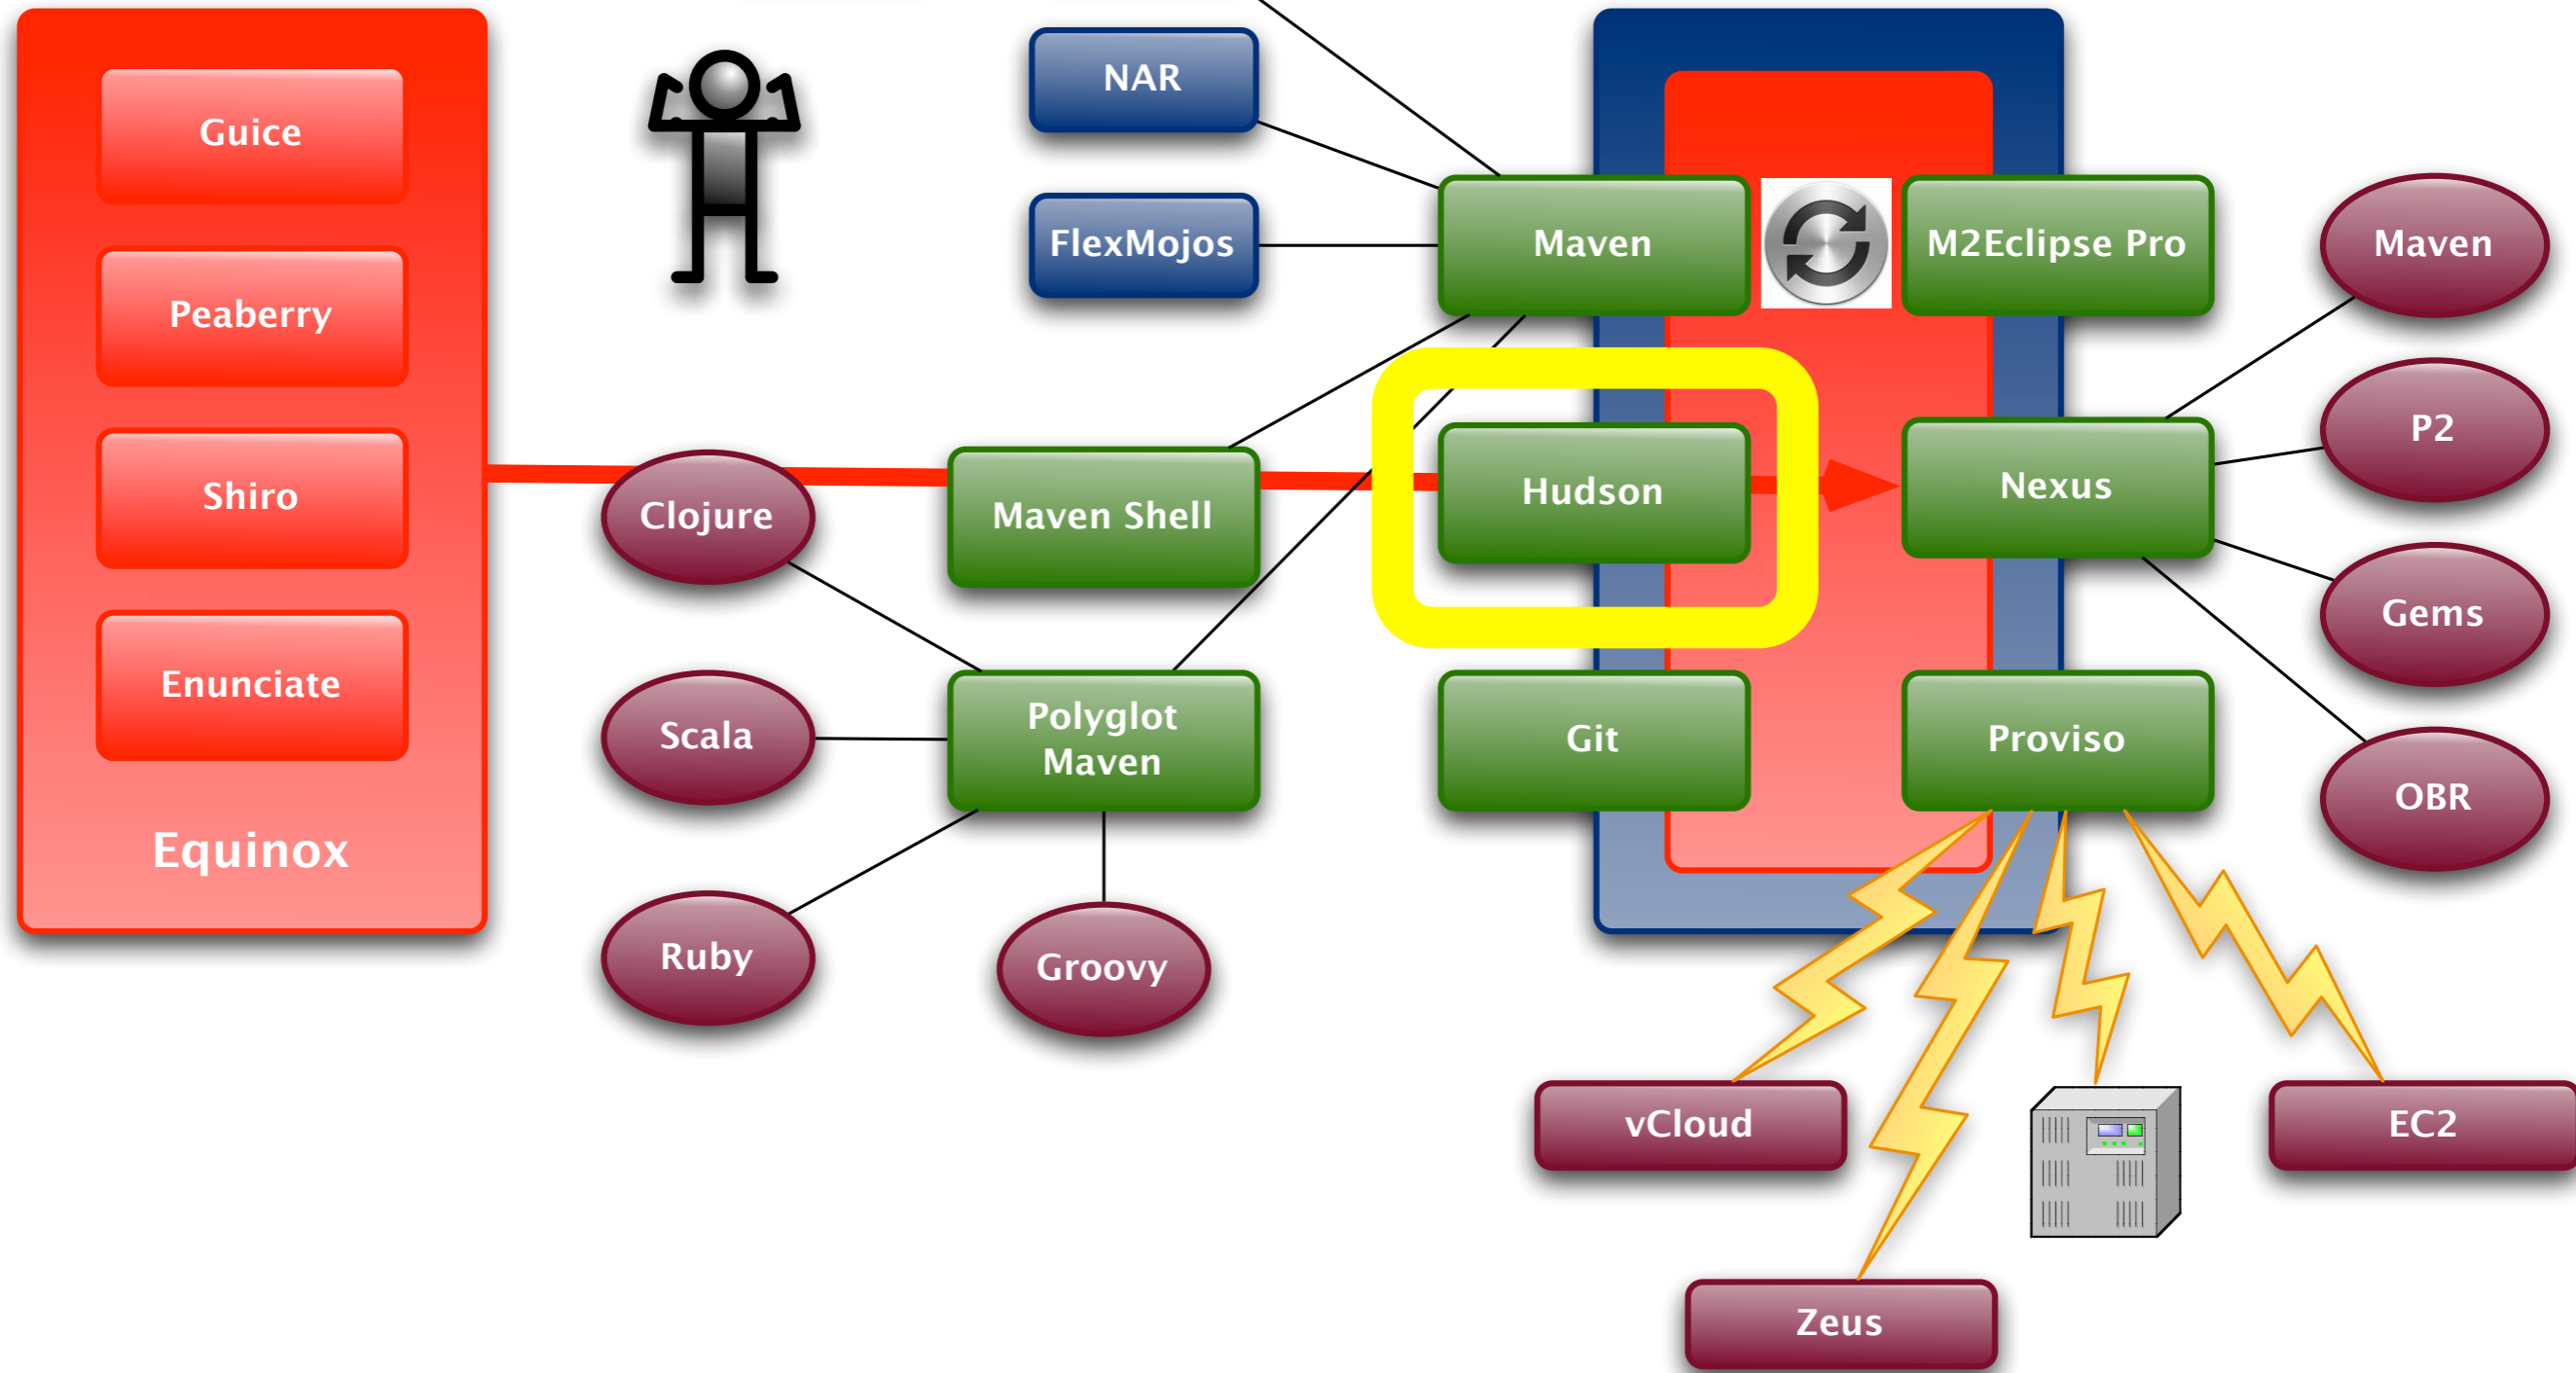 Guice
Peaberry
Shiro
Enunciate
Equinox
NAR
FlexMojos
Maven
M2Eclipse Pro
Maven
P2
Clojure
Maven Shell
Hudson
Nexus
Gems
Scala
Polyglot
Maven
Git
Proviso
OBR
Ruby
Groovy
vCloud
EC2
Zeus